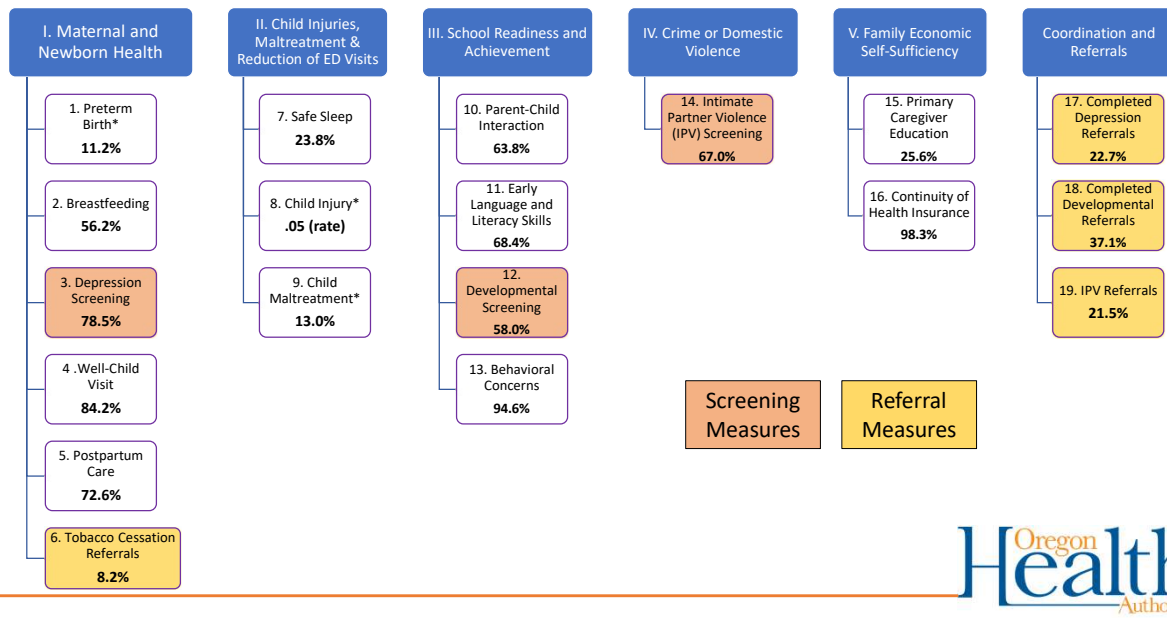 I. Maternal and
Newborn Health
1. Preterm
Birth*
11.2%
2. Breastfeeding
56.2%
3. Depression
Screening
78.5%
4 .Well-Child
Visit
84.2%
5. Postpartum
Care
72.6%
6. Tobacco Cessation
Referrals
8.2%
II. Child Injuries,
Maltreatment &
Reduction of ED Visits
7. Safe Sleep
23.8%
8. Child Injury*
.05 (rate)
9. Child
Maltreatment*
13.0%
III. School Readiness and
Achievement
10. Parent-Child
Interaction
63.8%
11. Early
Language and
Literacy Skills
68.4%
12.
Developmental
Screening
58.0%
13. Behavioral
Concerns
94.6%
IV. Crime or Domestic
Violence
14. Intimate
Partner Violence
(IPV) Screening
67.0%
V. Family Economic
Self-Sufficiency
15. Primary
Caregiver
Education
25.6%
16. Continuity of
Health Insurance
98.3%
Coordination and
Referrals
17. Completed
Depression
Referrals
22.7%
18. Completed
Developmental
Referrals
37.1%
19. IPV Referrals
21.5%
Screening
Measures
Referral
Measures
Oregon
Health
Autho